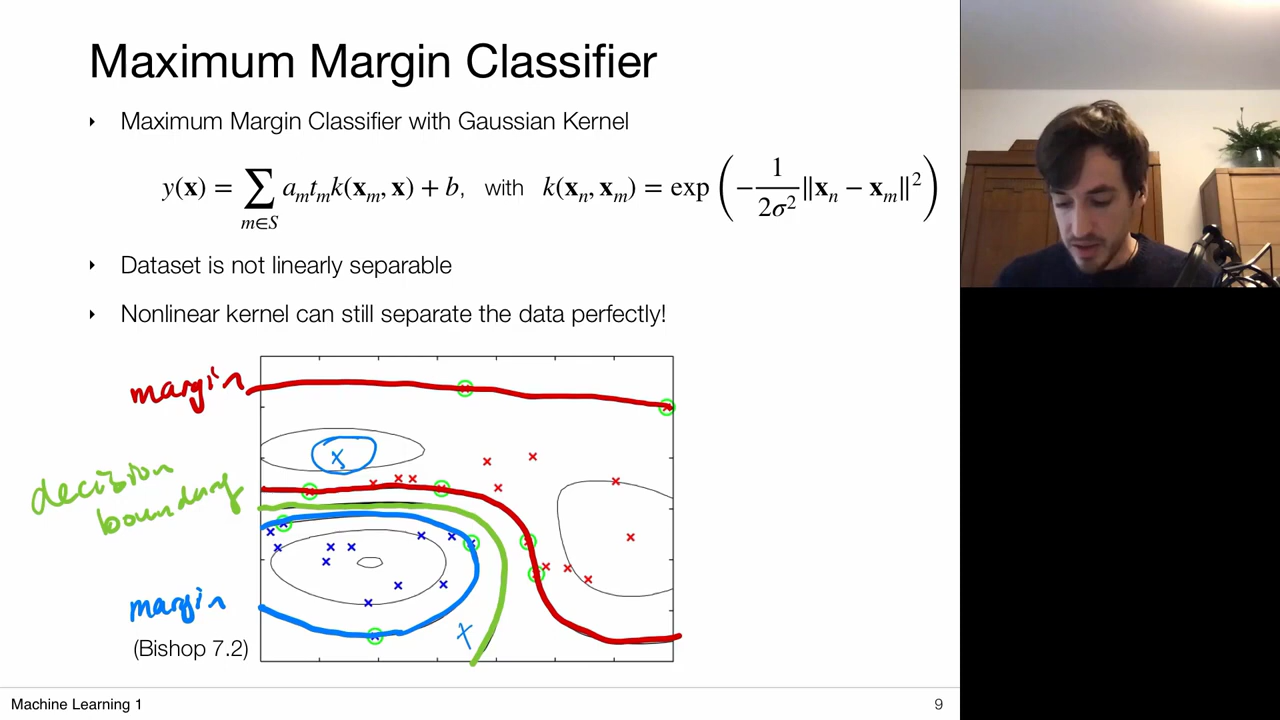 Maximum Margin Classifier
‣ Maximum Margin Classifier with Gaussian Kernel
y(x) = ∑_{m∈S} a_m t_m k(x_m, x) + b, with k(x_n, x_m) = exp(−1/(2σ²) ‖x_n − x_m‖²)
‣ Dataset is not linearly separable
‣ Nonlinear kernel can still separate the data perfectly!
margin
decision
boundary
margin
(Bishop 7.2)
Machine Learning 1
9